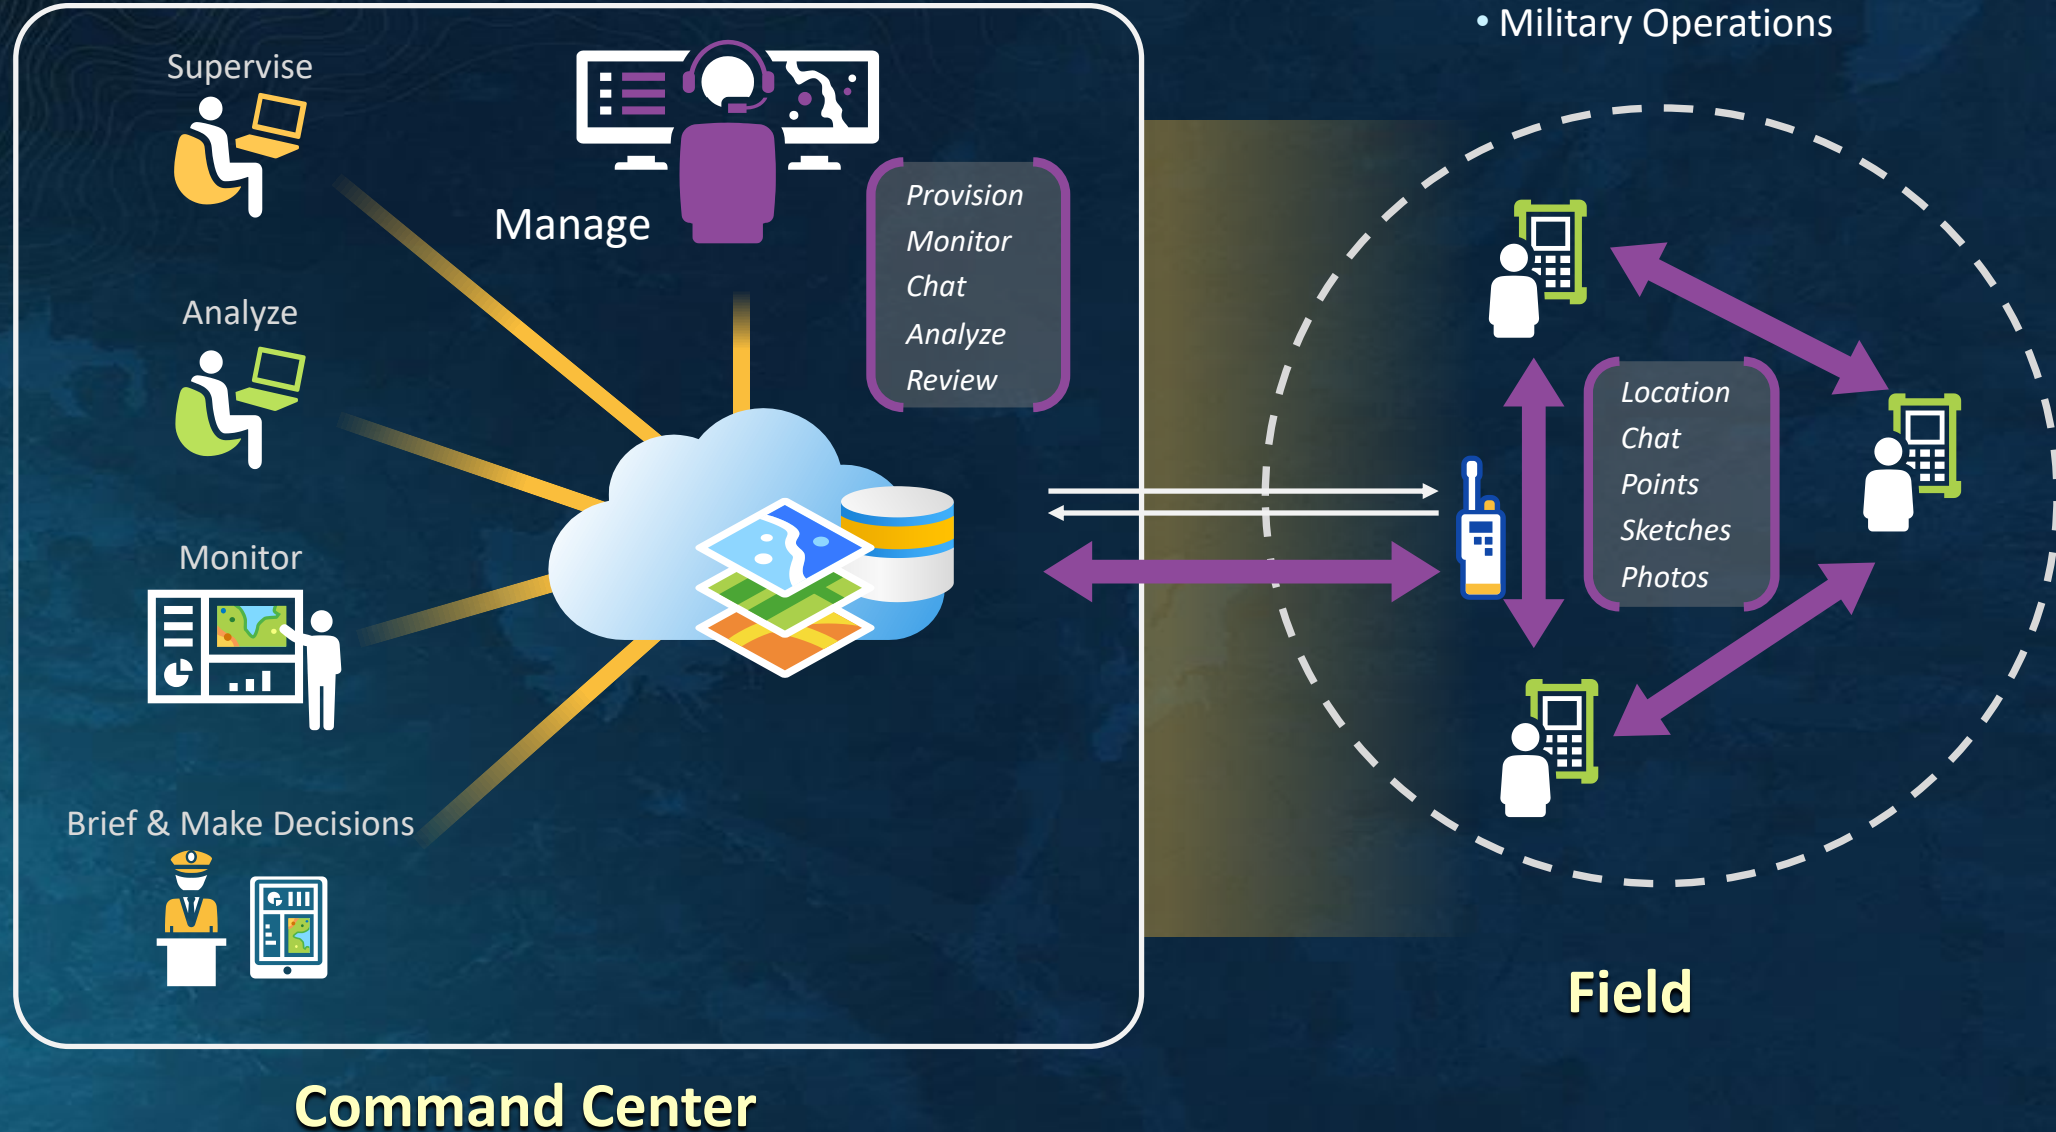 • Military Operations
Supervise
Manage
Provision
Monitor
Chat
Analyze
Review
Analyze
Monitor
Brief & Make Decisions
Location
Chat
Points
Sketches
Photos
Field
Command Center